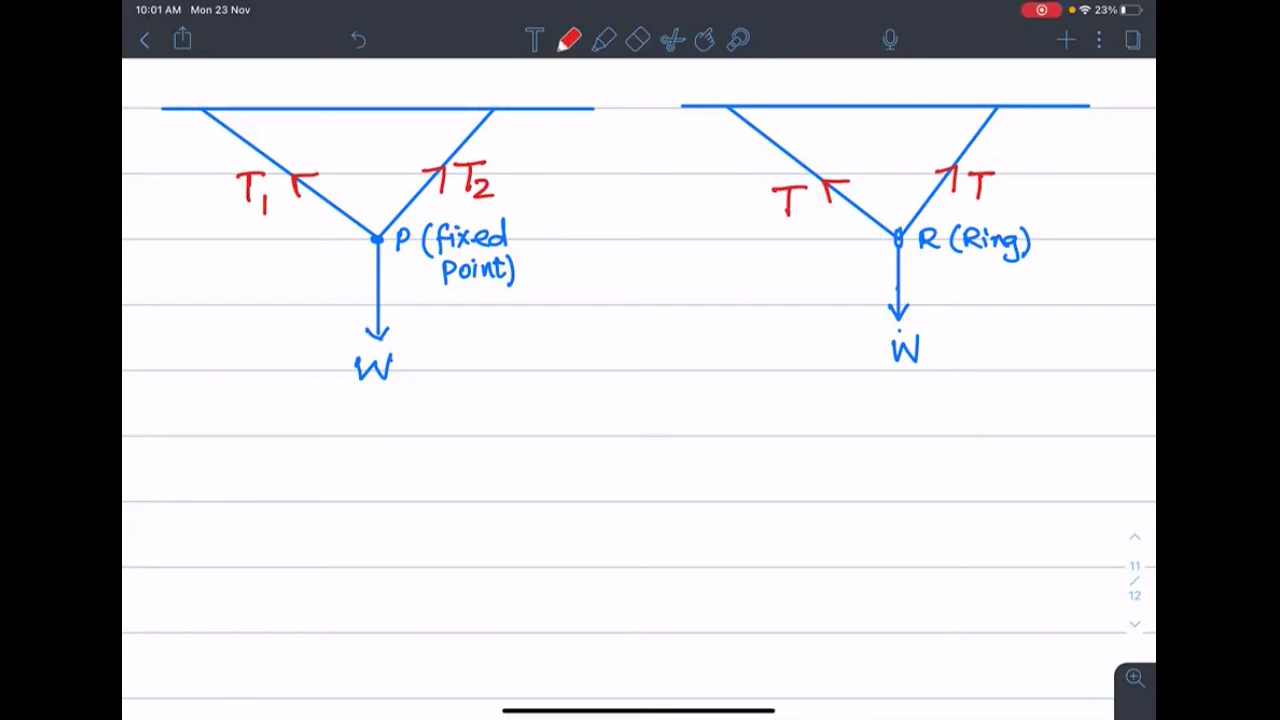 10:01 AM Mon 23 Nov
23%
T
T1
T2
P (fixed
point)
W
T
T
R (Ring)
W
11
/
12